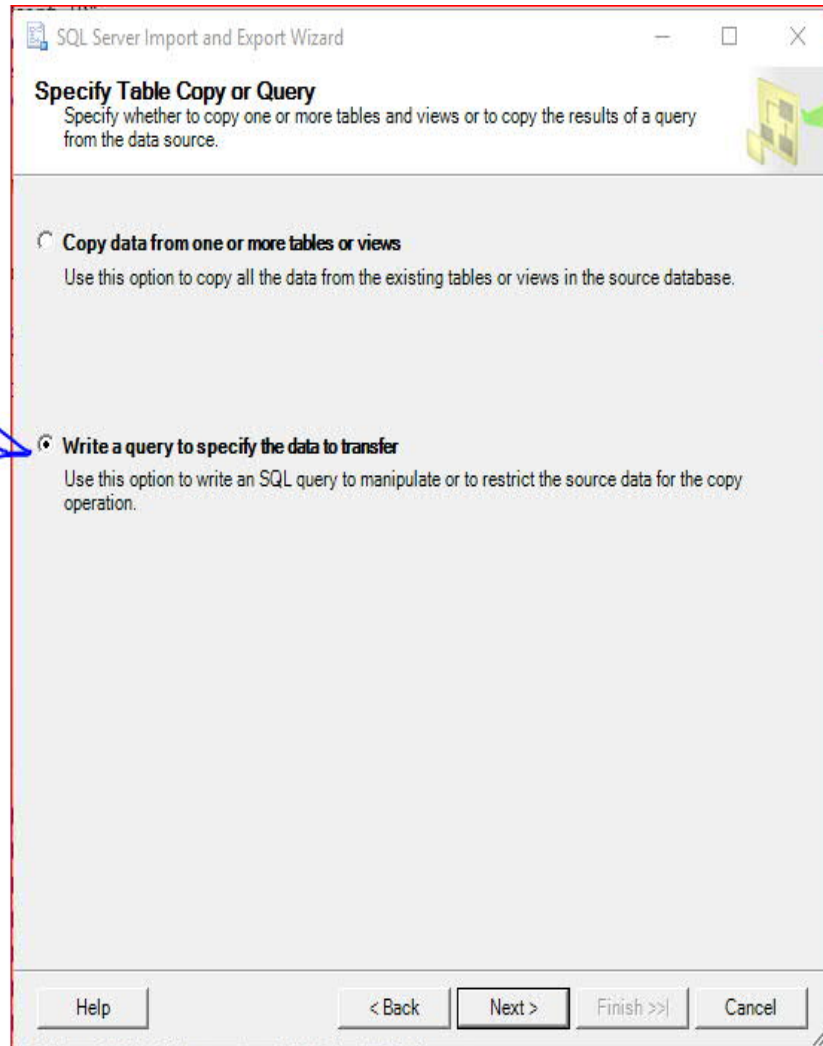 SQL Server Import and Export Wizard
Specify Table Copy or Query
Specify whether to copy one or more tables and views or to copy the results of a query
from the data source.
Copy data from one or more tables or views
Use this option to copy all the data from the existing tables or views in the source database.
Write a query to specify the data to transfer
Use this option to write an SQL query to manipulate or to restrict the source data for the copy
operation.
Help
< Back
Next >
Finish >>|
Cancel